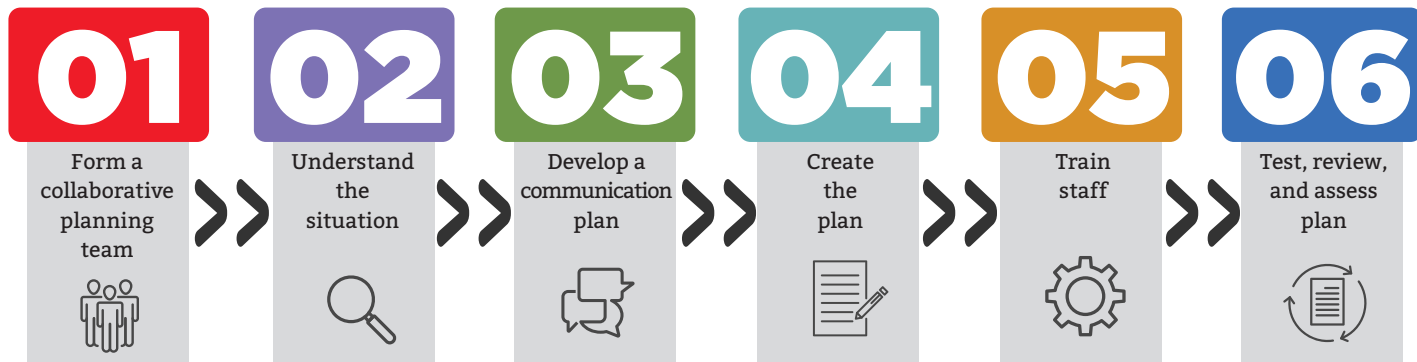 01
Form a
collaborative
planning
team
02
Understand
the
situation
03
Develop a
communication
plan
04
Create
the
plan
05
Train
staff
06
Test, review,
and assess
plan